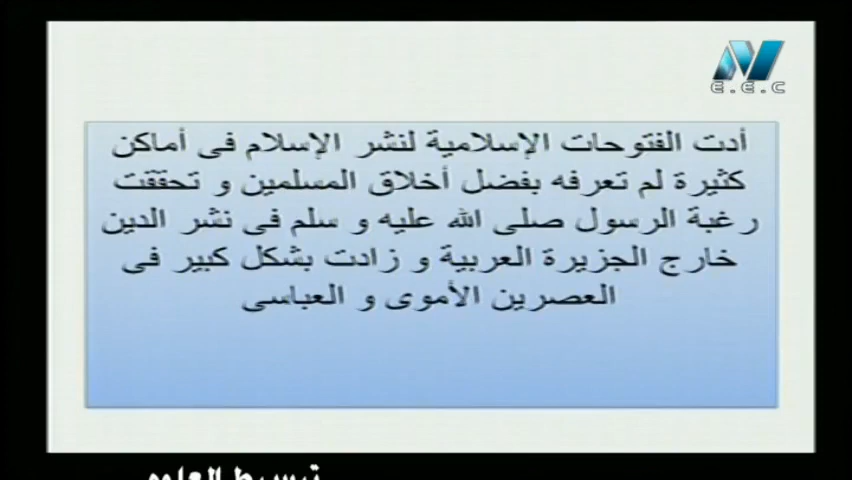 E.E.C
أدت الفتوحات الإسلامية لنشر الإسلام فى أماكن
كثيرة لم تعرفه بفضل أخلاق المسلمين و تحققت
رغبة الرسول صلى الله عليه و سلم فى نشر الدين
خارج الجزيرة العربية و زادت بشكل كبير فى
العصرين الأموى و العباسى